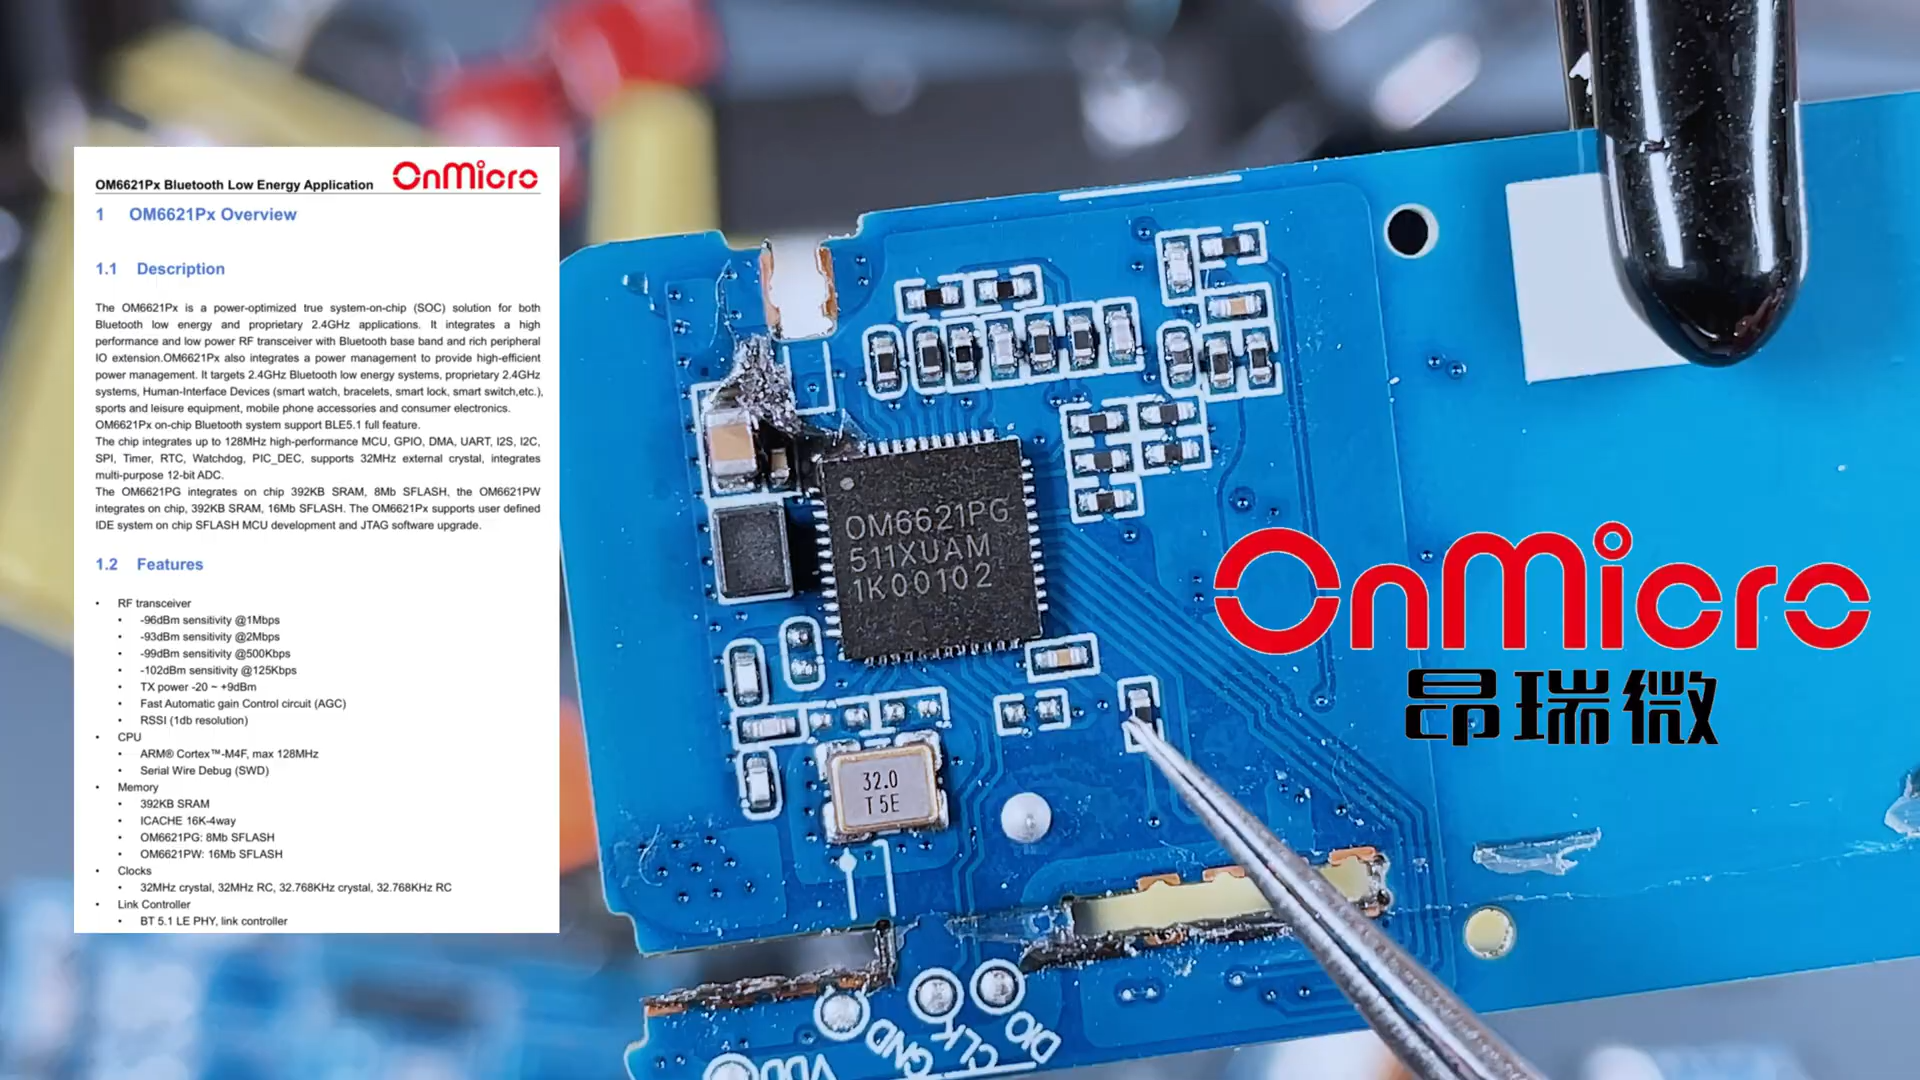 OM6621Px Bluetooth Low Energy Application
OnMicro
1 OM6621Px Overview
1.1 Description
The OM6621Px is a power-optimized true system-on-chip (SOC) solution for both
Bluetooth low energy and proprietary 2.4GHz applications. It integrates a high
performance and low power RF transceiver with Bluetooth base band and rich peripheral
IO extension.OM6621Px also integrates a power management to provide high-efficient
power management. It targets 2.4GHz Bluetooth low energy systems, proprietary 2.4GHz
systems, Human-Interface Devices (smart watch, bracelets, smart lock, smart switch,etc.),
sports and leisure equipment, mobile phone accessories and consumer electronics.
OM6621Px on-chip Bluetooth system support BLE5.1 full feature.
The chip integrates up to 128MHz high-performance MCU, GPIO, DMA, UART, I2S, I2C,
SPI, Timer, RTC, Watchdog, PIC_DEC, supports 32MHz external crystal, integrates
multi-purpose 12-bit ADC.
The OM6621PG integrates on chip 392KB SRAM, 8Mb SFLASH, the OM6621PW
integrates on chip, 392KB SRAM, 16Mb SFLASH. The OM6621Px supports user defined
IDE system on chip SFLASH MCU development and JTAG software upgrade.
1.2 Features
• RF transceiver
• -96dBm sensitivity @1Mbps
• -93dBm sensitivity @2Mbps
• -99dBm sensitivity @500Kbps
• -102dBm sensitivity @125Kbps
• TX power -20 ~ +9dBm
• Fast Automatic gain Control circuit (AGC)
• RSSI (1db resolution)
• CPU
• ARM® Cortex™-M4F, max 128MHz
• Serial Wire Debug (SWD)
• Memory
• 392KB SRAM
• ICACHE 16K-4way
• OM6621PG: 8Mb SFLASH
• OM6621PW: 16Mb SFLASH
• Clocks
• 32MHz crystal, 32MHz RC, 32.768KHz crystal, 32.768KHz RC
• Link Controller
• BT 5.1 LE PHY, link controller
OM6621PG
511XUAM
1K00102
32.0
T5E
VDD
GND
CLK
DIO
OnMicro
昂瑞微